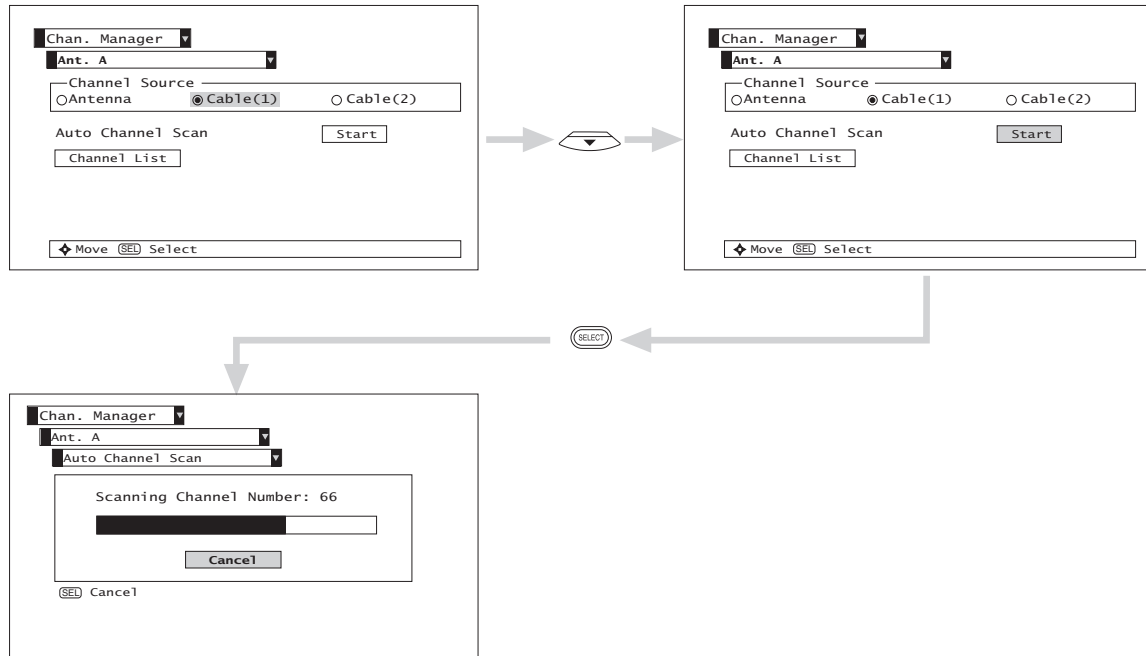 Chan. Manager
Ant. A
Channel Source
Antenna Cable(1) Cable(2)
Auto Channel Scan Start
Channel List
Move SEL Select
Chan. Manager
Ant. A
Channel Source
Antenna Cable(1) Cable(2)
Auto Channel Scan Start
Channel List
Move SEL Select
SELECT
Chan. Manager
Ant. A
Auto Channel Scan
Scanning Channel Number: 66
Cancel
SEL Cancel